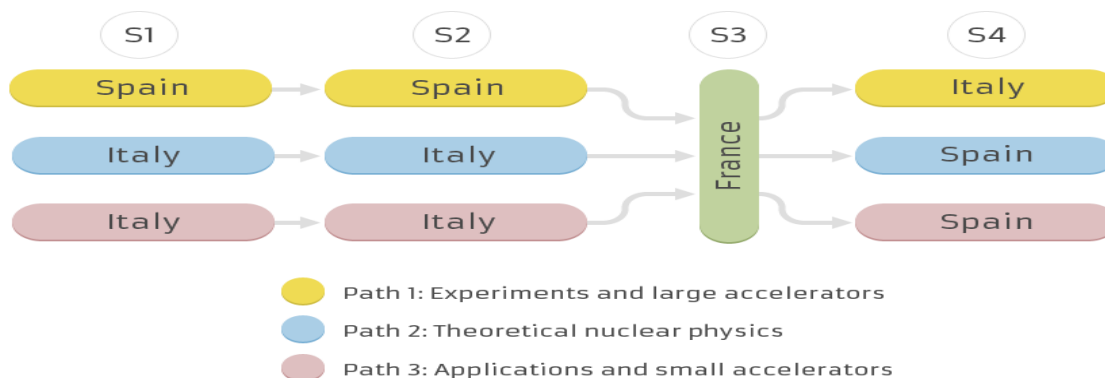 S1 S2 S3 S4
Spain Spain Italy
Italy Italy France Spain
Italy Italy Spain
Path 1: Experiments and large accelerators
Path 2: Theoretical nuclear physics
Path 3: Applications and small accelerators